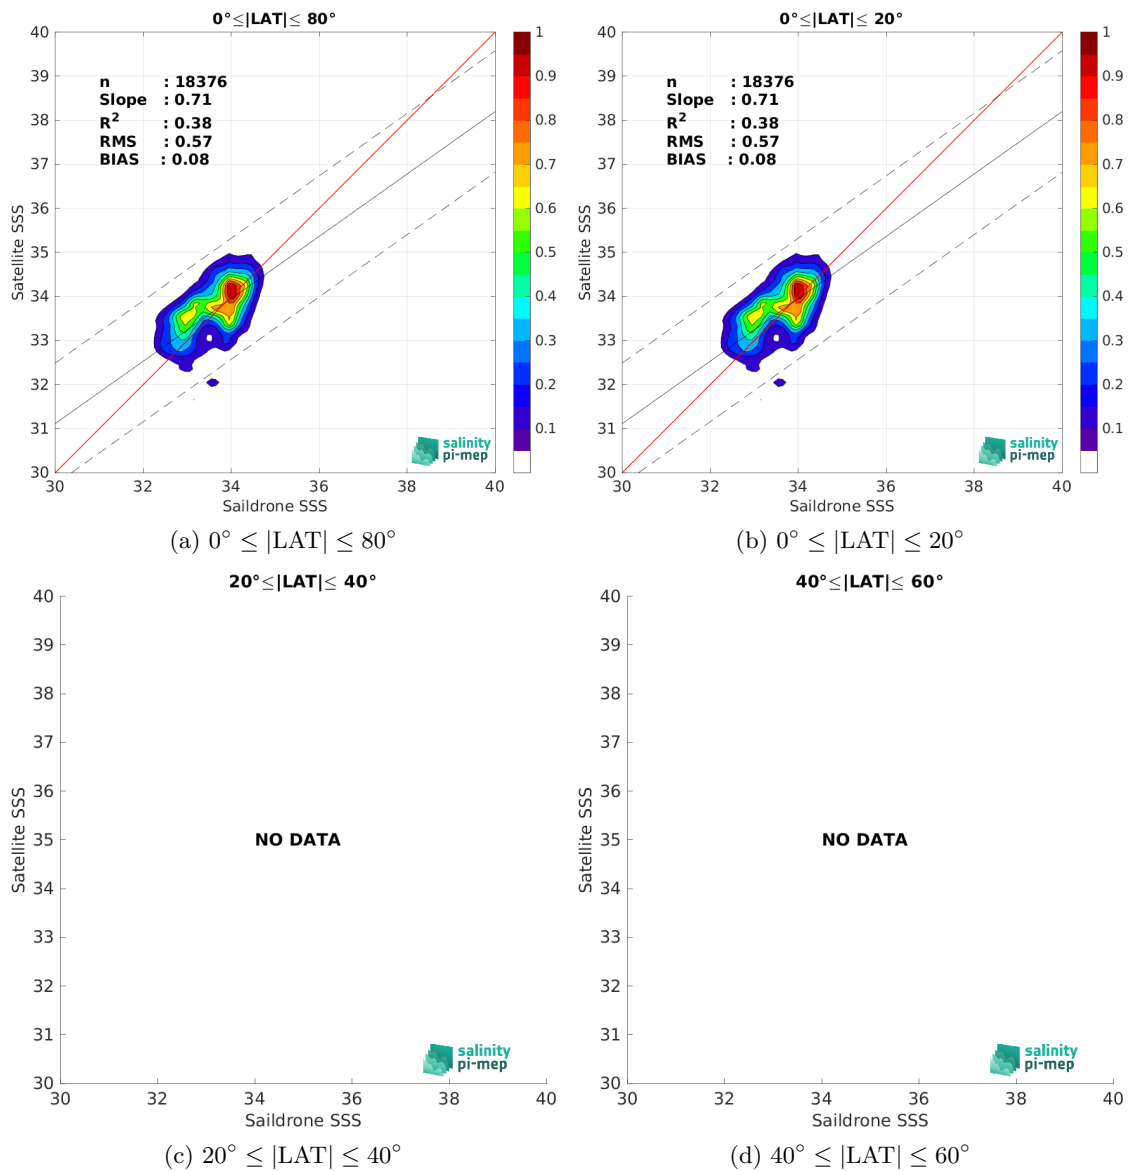 0°≤|LAT|≤ 80°
40
39
38
37
36
35
34
33
32
31
30
Satellite SSS
n : 18376
Slope : 0.71
R² : 0.38
RMS : 0.57
BIAS : 0.08
salinity
pi-mep
30 32 34 36 38 40
Saildrone SSS
1
0.9
0.8
0.7
0.6
0.5
0.4
0.3
0.2
0.1
(a) 0° ≤ |LAT| ≤ 80°
0°≤|LAT|≤ 20°
40
39
38
37
36
35
34
33
32
31
30
Satellite SSS
n : 18376
Slope : 0.71
R² : 0.38
RMS : 0.57
BIAS : 0.08
salinity
pi-mep
30 32 34 36 38 40
Saildrone SSS
1
0.9
0.8
0.7
0.6
0.5
0.4
0.3
0.2
0.1
(b) 0° ≤ |LAT| ≤ 20°
20°≤|LAT|≤ 40°
40
39
38
37
36
35
34
33
32
31
30
Satellite SSS
NO DATA
salinity
pi-mep
30 32 34 36 38 40
Saildrone SSS
(c) 20° ≤ |LAT| ≤ 40°
40°≤|LAT|≤ 60°
40
39
38
37
36
35
34
33
32
31
30
Satellite SSS
NO DATA
salinity
pi-mep
30 32 34 36 38 40
Saildrone SSS
(d) 40° ≤ |LAT| ≤ 60°